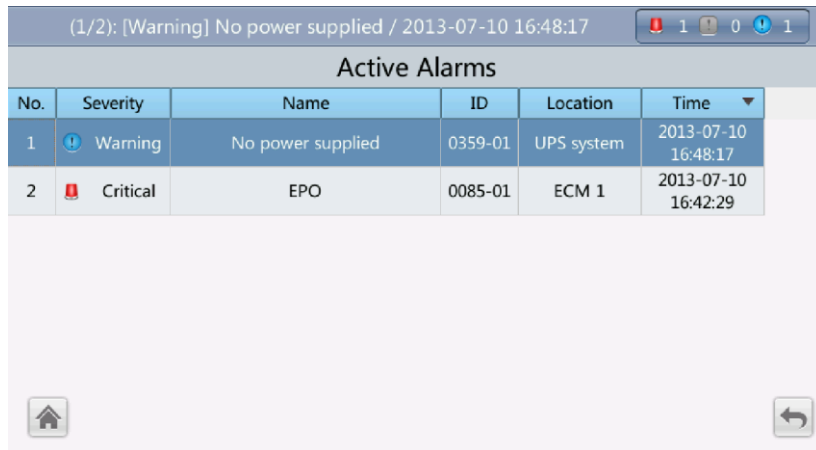 (1/2): [Warning] No power supplied / 2013-07-10 16:48:17 1 0 1
Active Alarms
No. Severity Name ID Location Time
1 Warning No power supplied 0359-01 UPS system 2013-07-10 16:48:17
2 Critical EPO 0085-01 ECM 1 2013-07-10 16:42:29